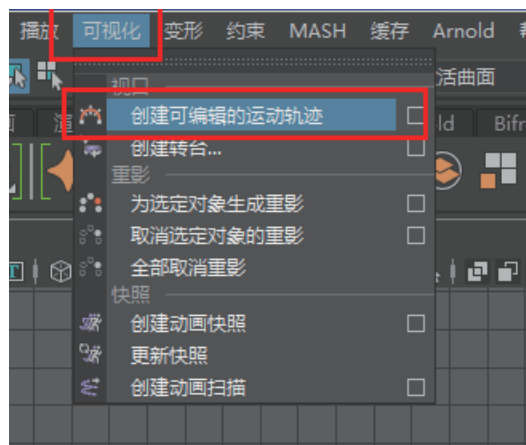 播放 可视化 变形 约束 MASH 缓存 Arnold
视口
活曲面
创建可编辑的运动轨迹
渲 ld Bifr
创建转台...
重影
为选定对象生成重影
取消选定对象的重影
全部取消重影
快照
创建动画快照
更新快照
创建动画扫描